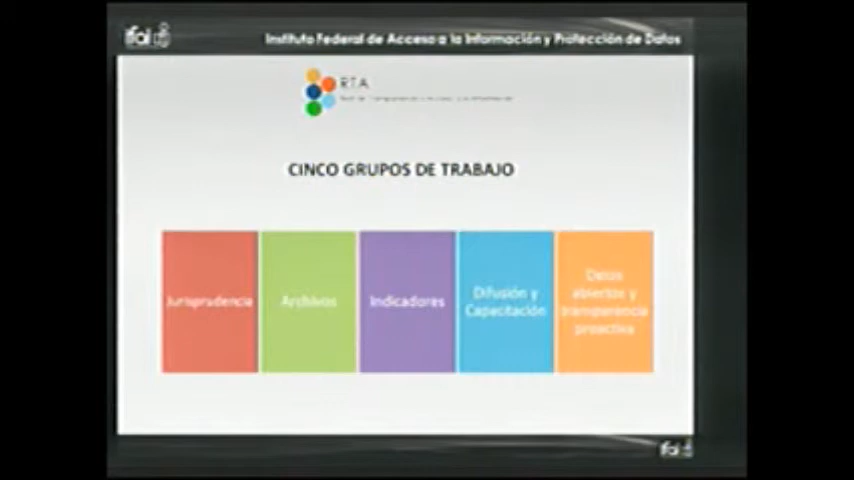 ifai
Instituto Federal de Acceso a la Información y Protección de Datos
RTA
CINCO GRUPOS DE TRABAJO
Jurisprudencia
Archivos
Indicadores
Difusión y
Capacitación
Datos
abiertos y
transparencia
proactiva
ifai